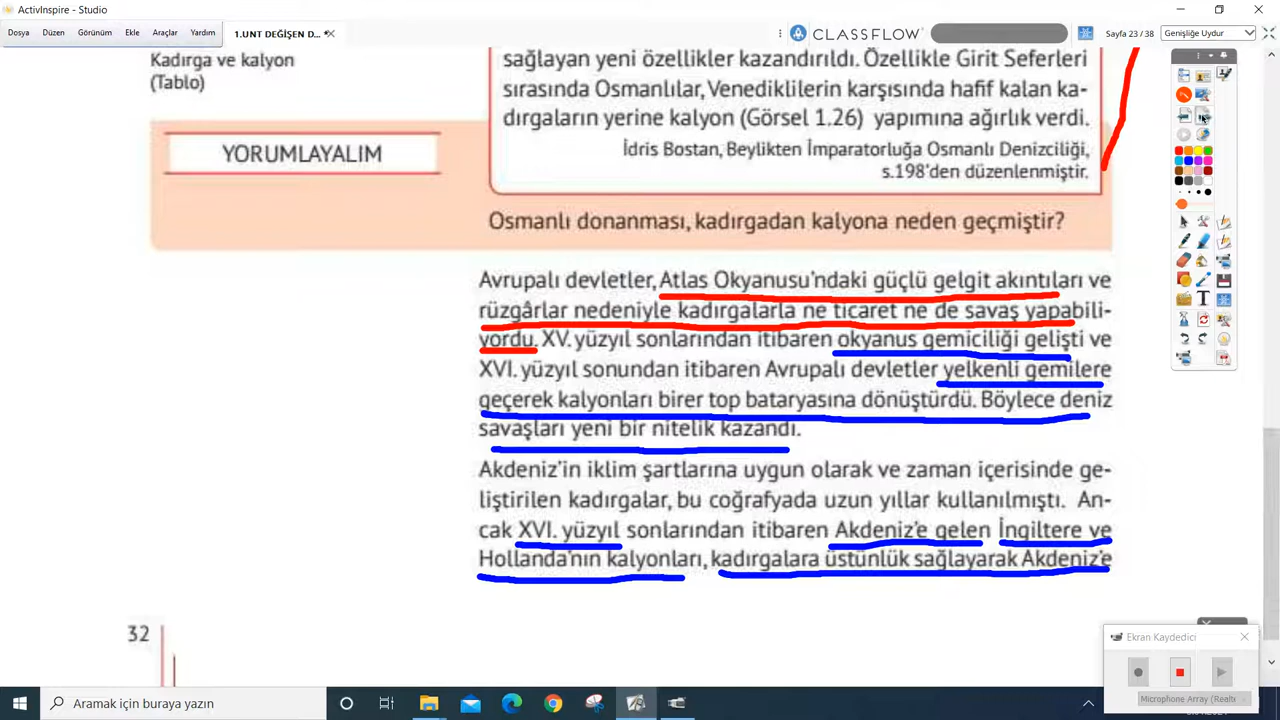 ActivInspire - Studio
Dosya Düzen Görünüm Ekle Araçlar Yardım
1.UNT DEĞİŞEN D...
CLASSFLOW
Sayfa 23 / 38
Genişliğe Uydur
Kadırga ve kalyon
(Tablo)
sağlayan yeni özellikler kazandırıldı. Özellikle Girit Seferleri
sırasında Osmanlılar, Venediklilerin karşısında hafif kalan ka-
dırgaların yerine kalyon (Görsel 1.26) yapımına ağırlık verdi.
İdris Bostan, Beylikten İmparatorluğa Osmanlı Denizciliği,
s.198'den düzenlenmiştir.
YORUMLAYALIM
Osmanlı donanması, kadırgadan kalyona neden geçmiştir?
Avrupalı devletler, Atlas Okyanusu'ndaki güçlü gelgit akıntıları ve
rüzgârlar nedeniyle kadırgalarla ne ticaret ne de savaş yapabili-
yordu. XV. yüzyıl sonlarından itibaren okyanus gemiciliği gelişti ve
XVI. yüzyıl sonundan itibaren Avrupalı devletler yelkenli gemilere
geçerek kalyonları birer top bataryasına dönüştürdü. Böylece deniz
savaşları yeni bir nitelik kazandı.
Akdeniz'in iklim şartlarına uygun olarak ve zaman içerisinde ge-
liştirilen kadırgalar, bu coğrafyada uzun yıllar kullanılmıştı. An-
cak XVI. yüzyıl sonlarından itibaren Akdeniz'e gelen İngiltere ve
Hollanda'nın kalyonları, kadırgalara üstünlük sağlayarak Akdeniz'e
32
Ekran Kaydedici
Microphone Array (Realte
Aramak için buraya yazın